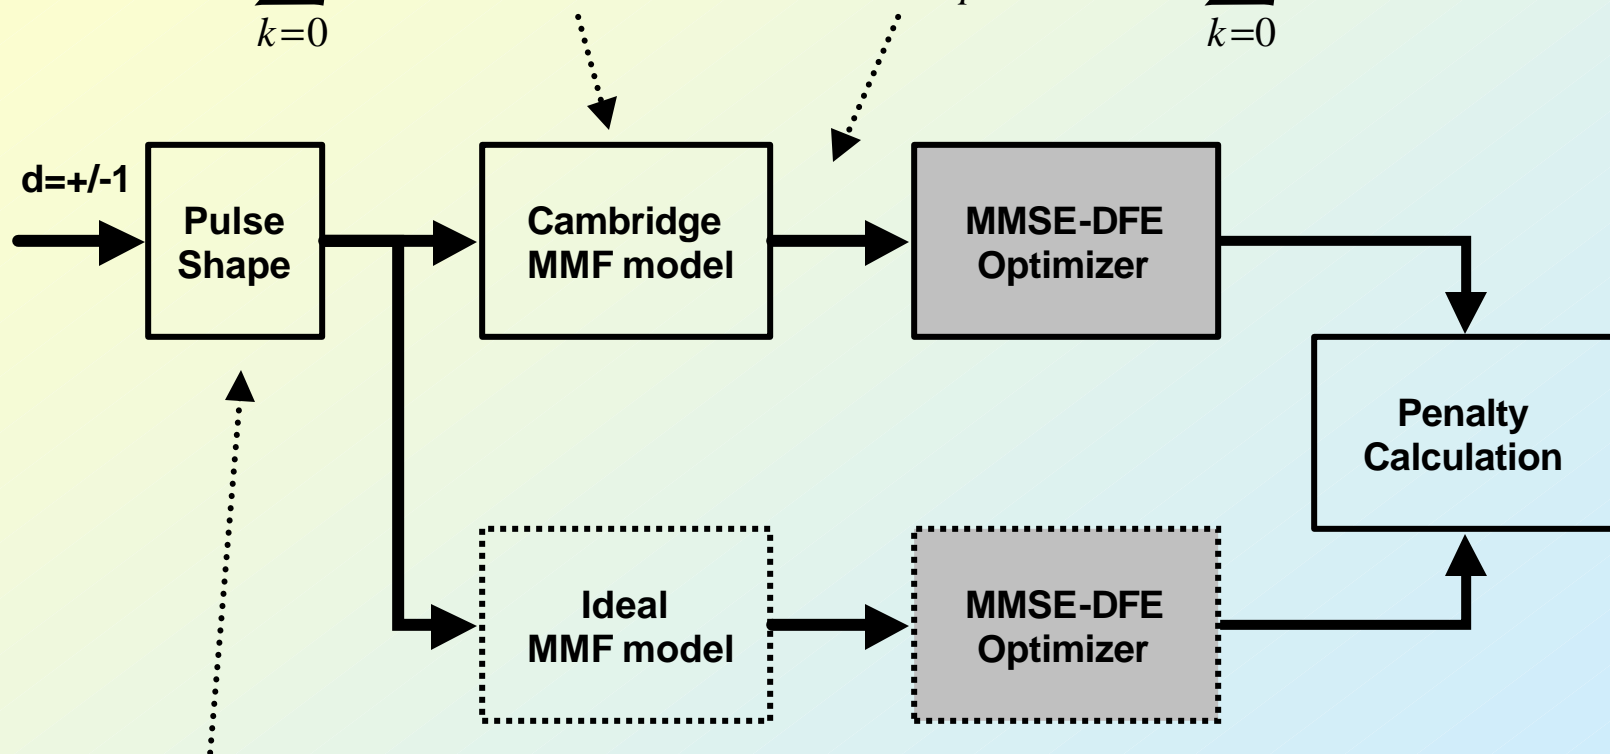 k=0
p
k=0
d=+/-1
Pulse
Shape
Cambridge
MMF model
MMSE-DFE
Optimizer
Penalty
Calculation
Ideal
MMF model
MMSE-DFE
Optimizer